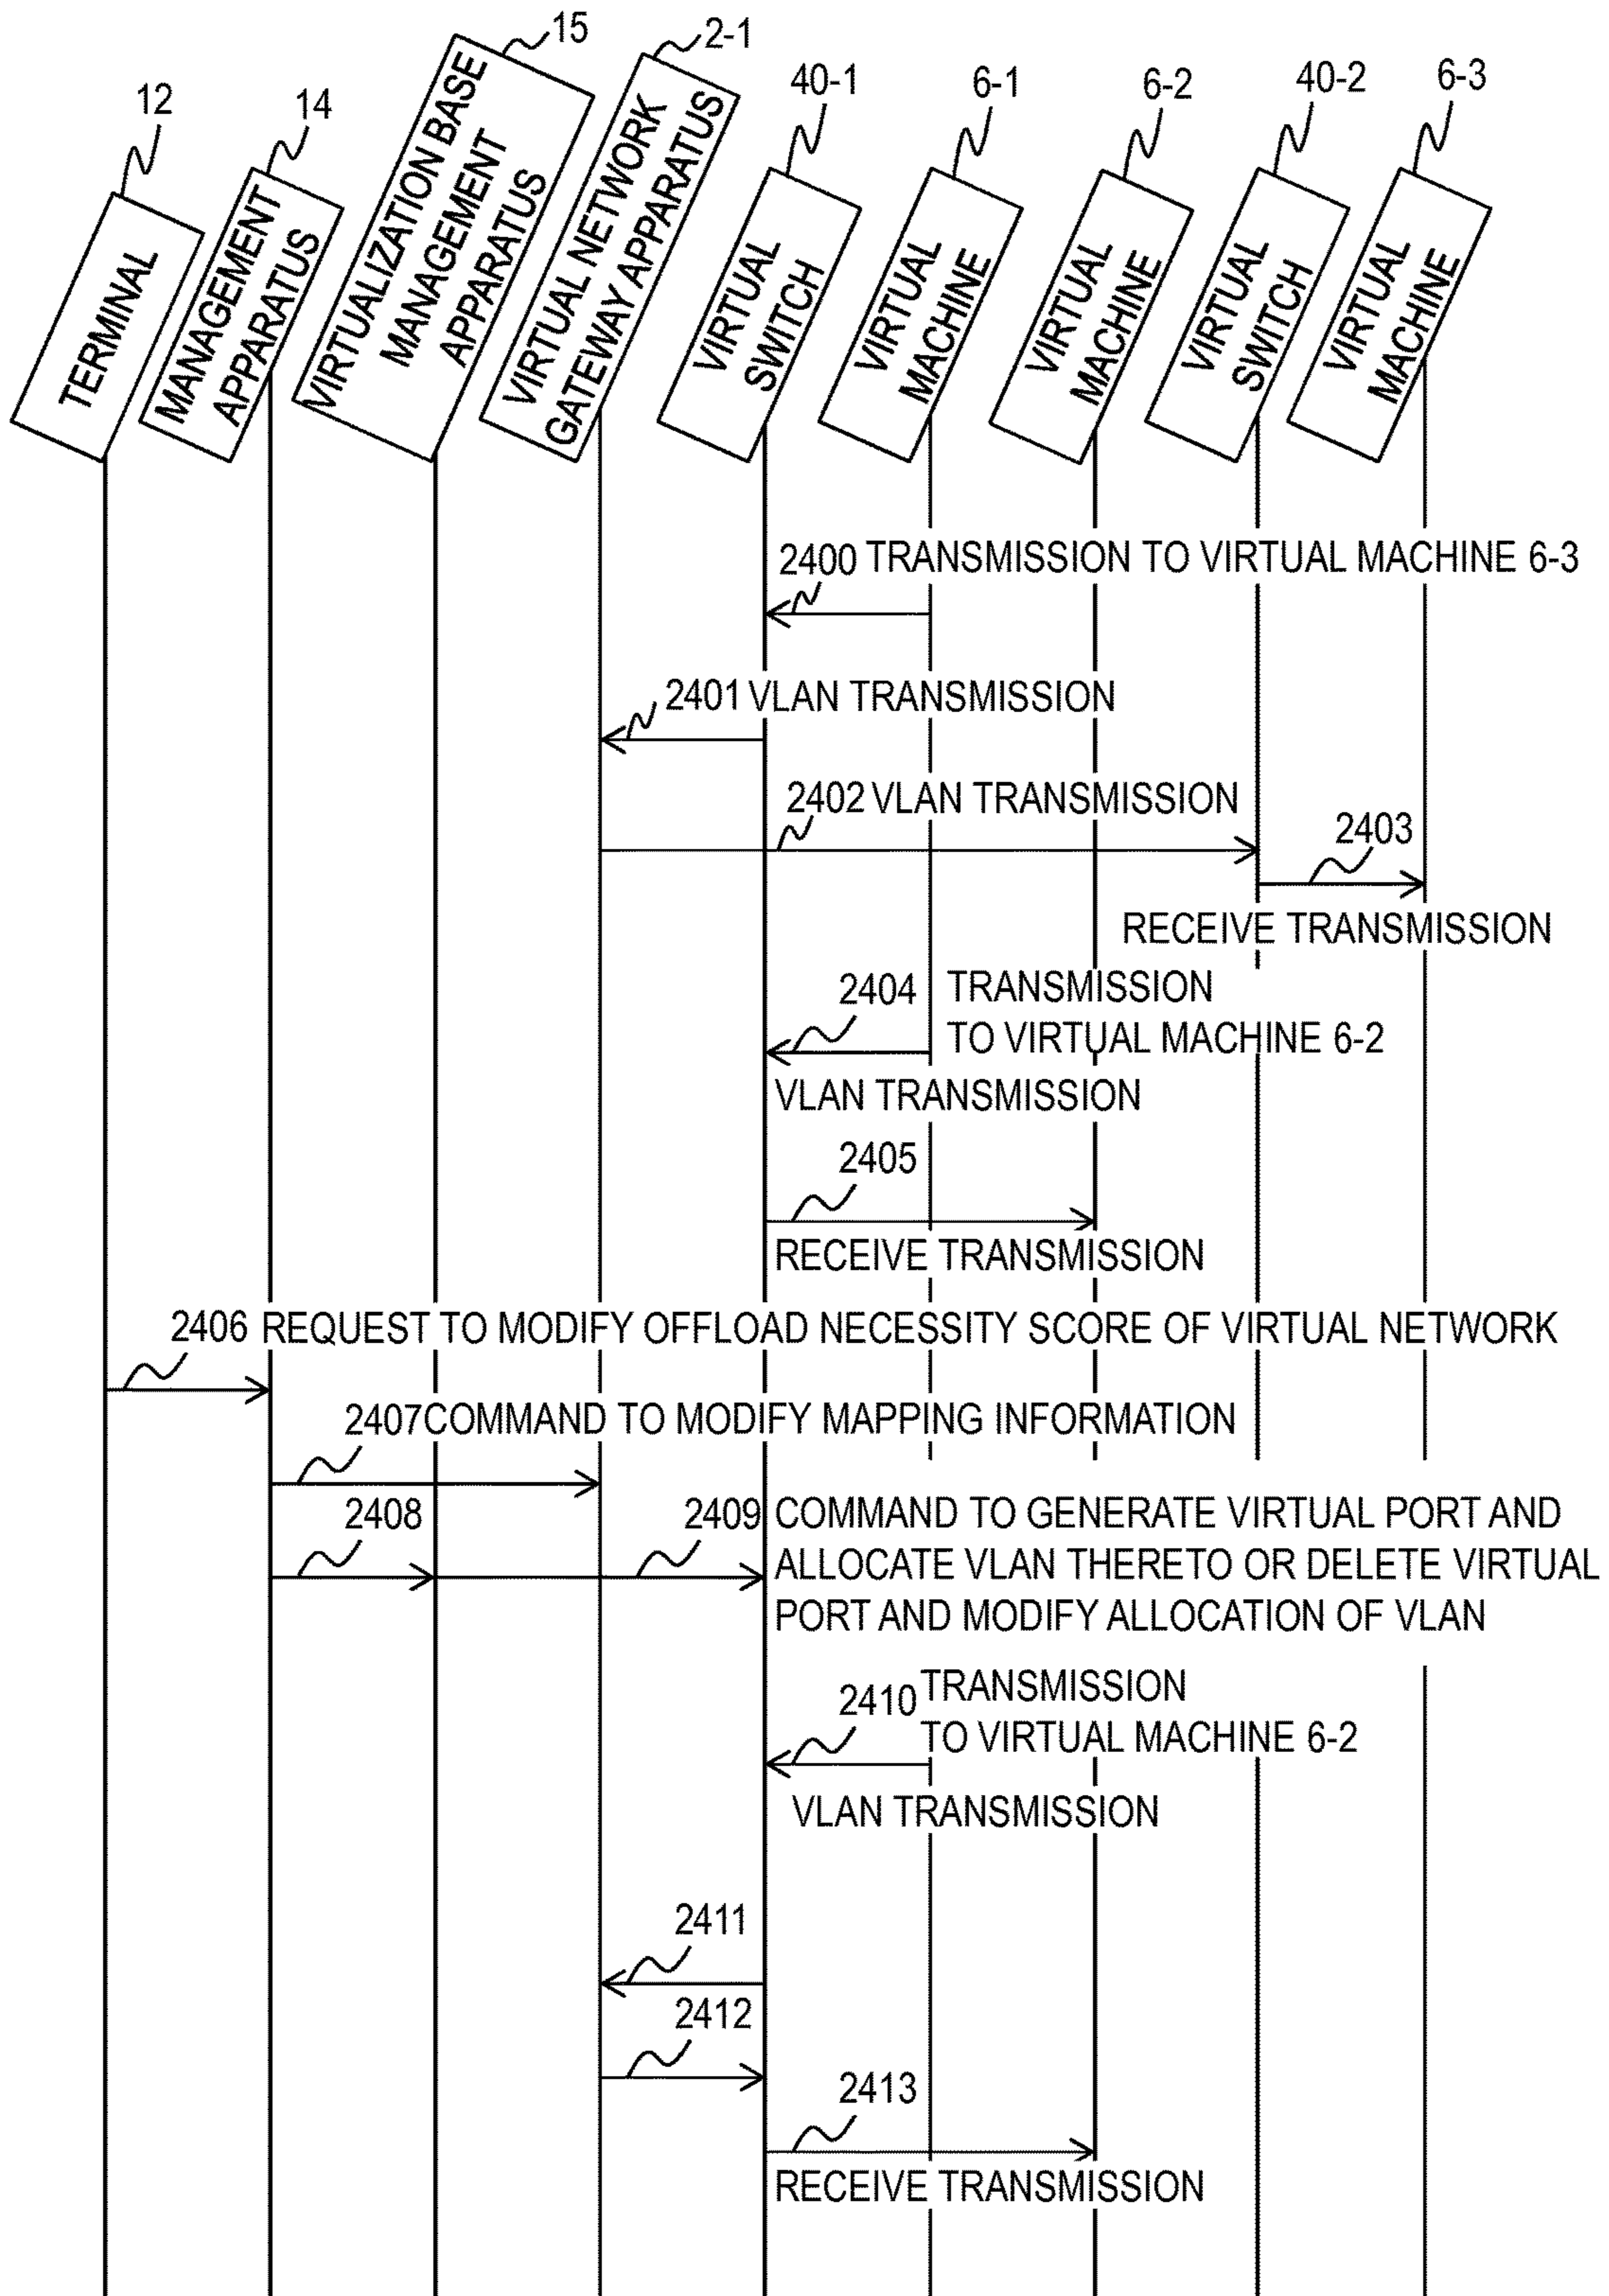 12
14
15
2-1
40-1
6-1
6-2
40-2
6-3
TERMINAL
MANAGEMENT
APPARATUS
VIRTUALIZATION BASE
MANAGEMENT
APPARATUS
VIRTUAL NETWORK
GATEWAY APPARATUS
VIRTUAL
SWITCH
VIRTUAL
MACHINE
VIRTUAL
MACHINE
VIRTUAL
SWITCH
VIRTUAL
MACHINE
2400 TRANSMISSION TO VIRTUAL MACHINE 6-3
2401 VLAN TRANSMISSION
2402 VLAN TRANSMISSION
2403
RECEIVE TRANSMISSION
2404 TRANSMISSION
TO VIRTUAL MACHINE 6-2
VLAN TRANSMISSION
2405
RECEIVE TRANSMISSION
2406 REQUEST TO MODIFY OFFLOAD NECESSITY SCORE OF VIRTUAL NETWORK
2407 COMMAND TO MODIFY MAPPING INFORMATION
2408
2409 COMMAND TO GENERATE VIRTUAL PORT AND
ALLOCATE VLAN THERETO OR DELETE VIRTUAL
PORT AND MODIFY ALLOCATION OF VLAN
2410 TRANSMISSION
TO VIRTUAL MACHINE 6-2
VLAN TRANSMISSION
2411
2412
2413
RECEIVE TRANSMISSION